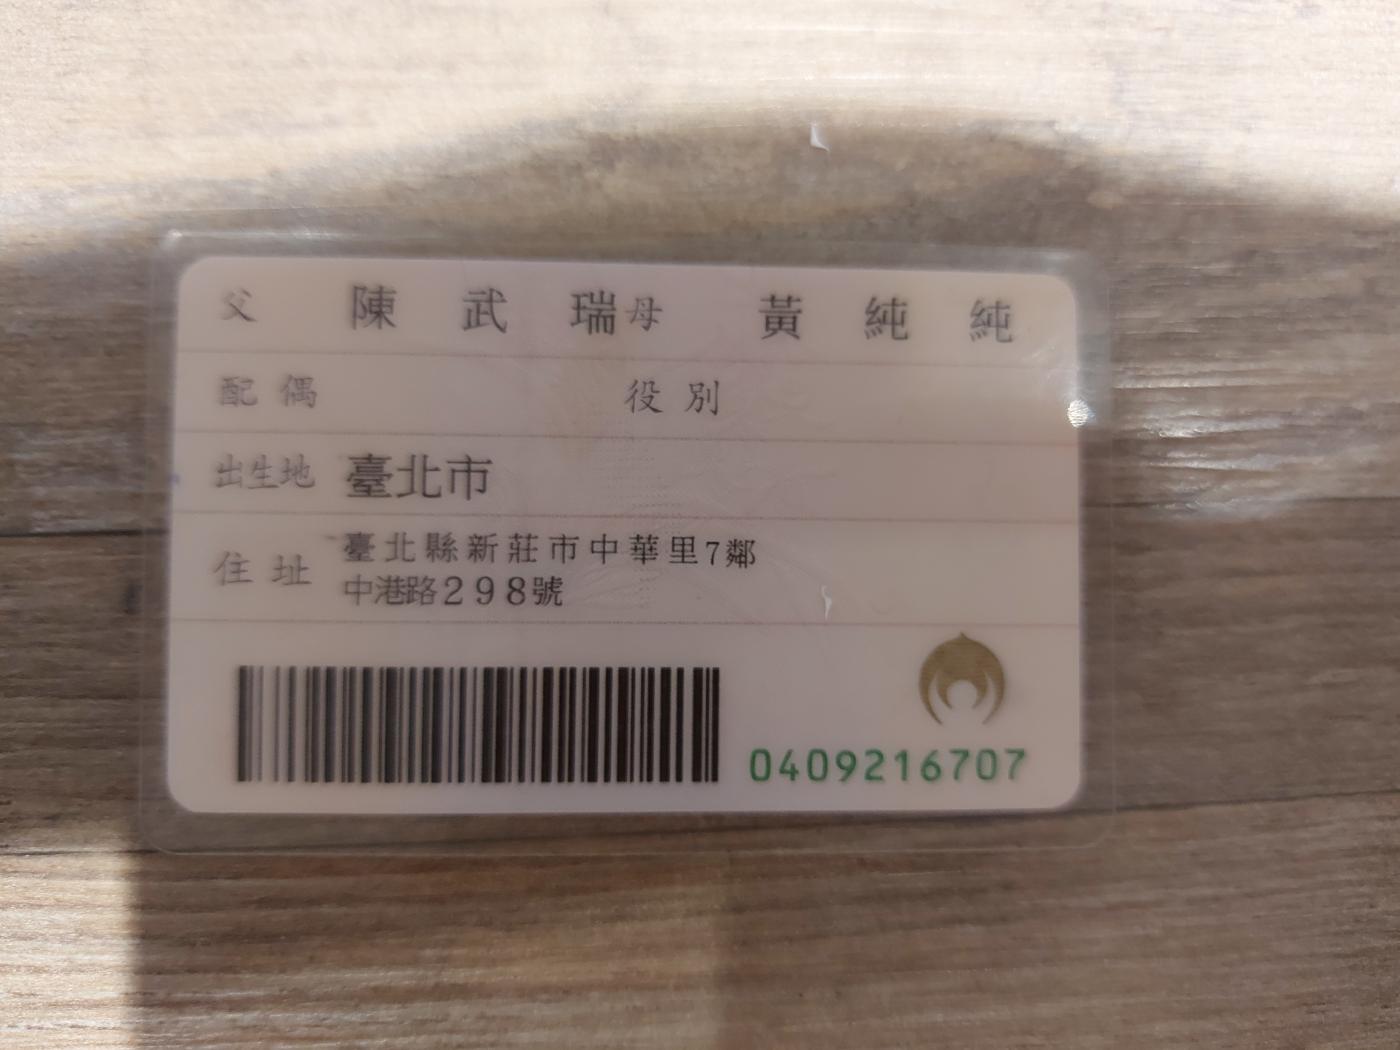 父 陳武瑞 母 黃純純
配偶 役別
出生地 臺北市
住址 臺北縣新莊市中華里7鄰
中港路298號
0409216707